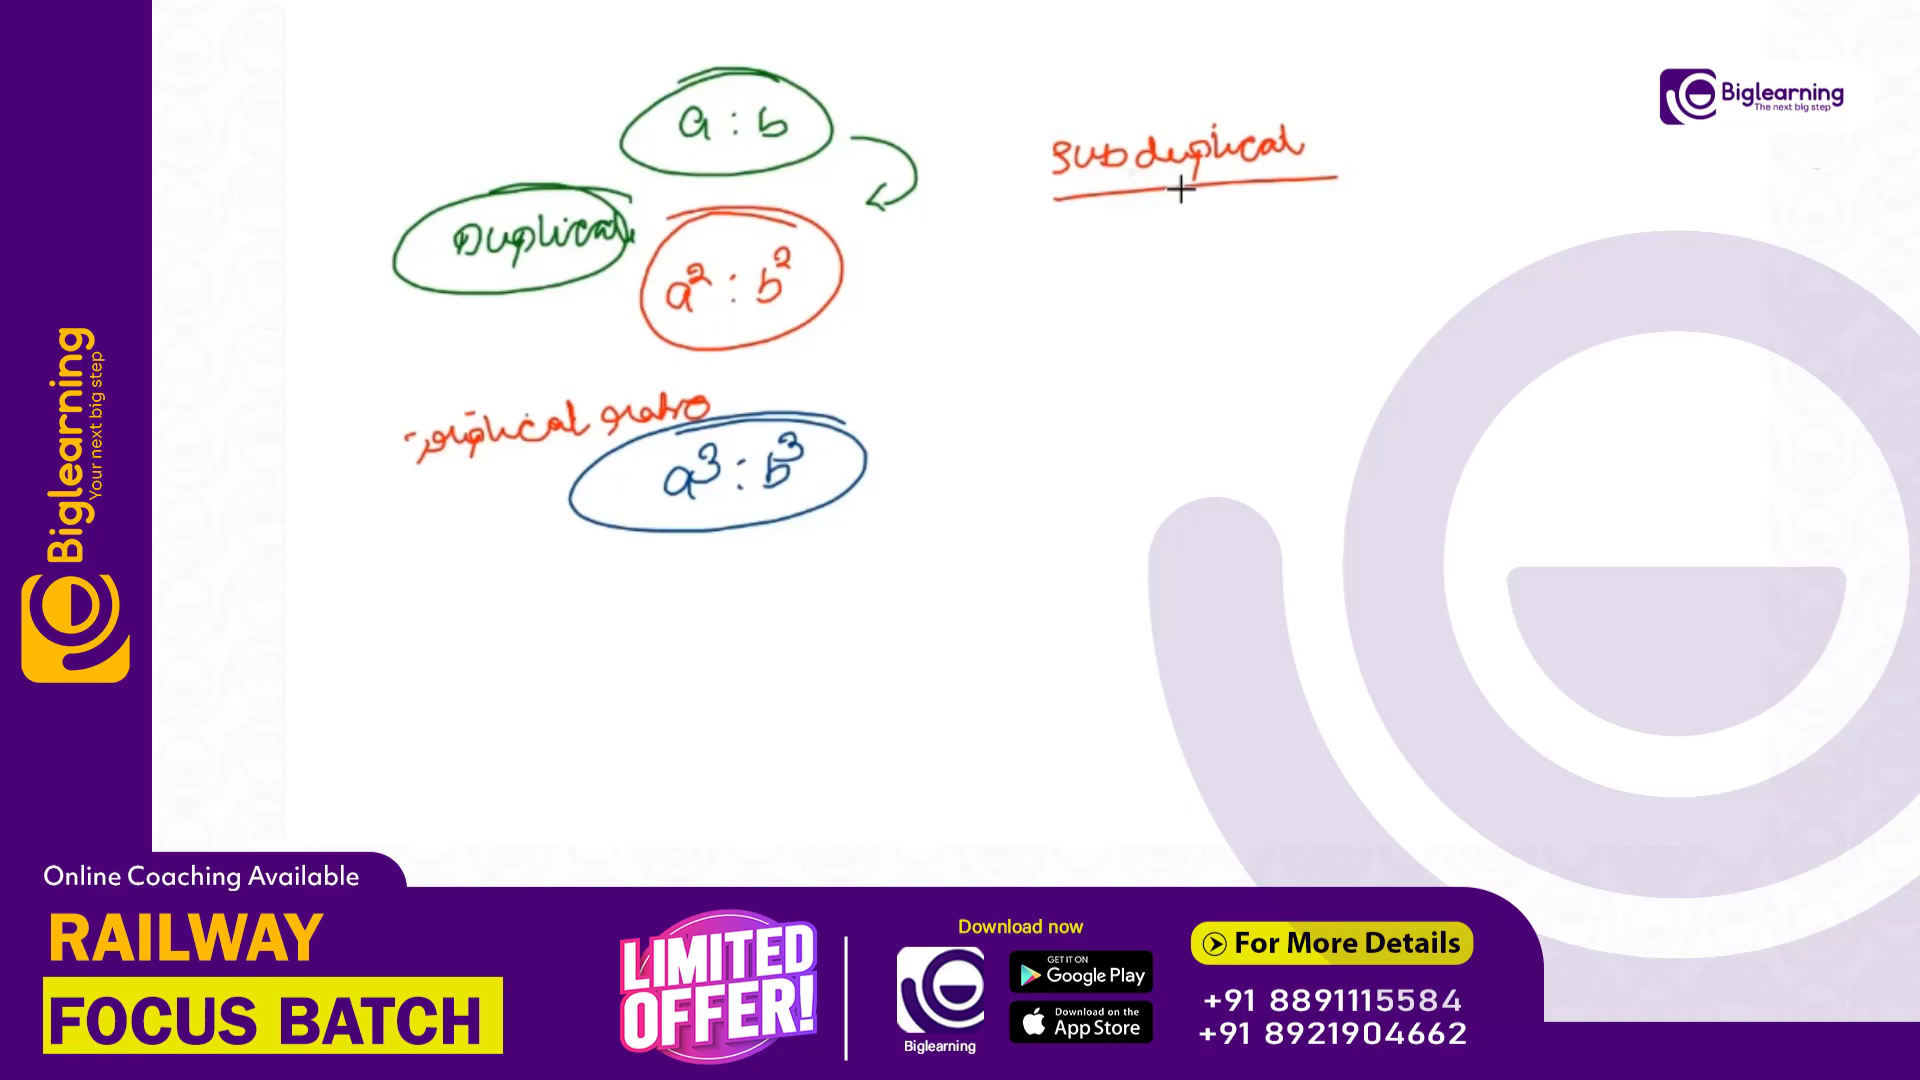 a : b
subduplical
Duplical
a² : b²
a³ : b³
Biglearning
The next big step
Biglearning
Your next big step
Online Coaching Available
RAILWAY
FOCUS BATCH
LIMITED
OFFER!
Download now
GET IT ON
Google Play
Download on the
App Store
Biglearning
For More Details
+91 8891115584
+91 8921904662